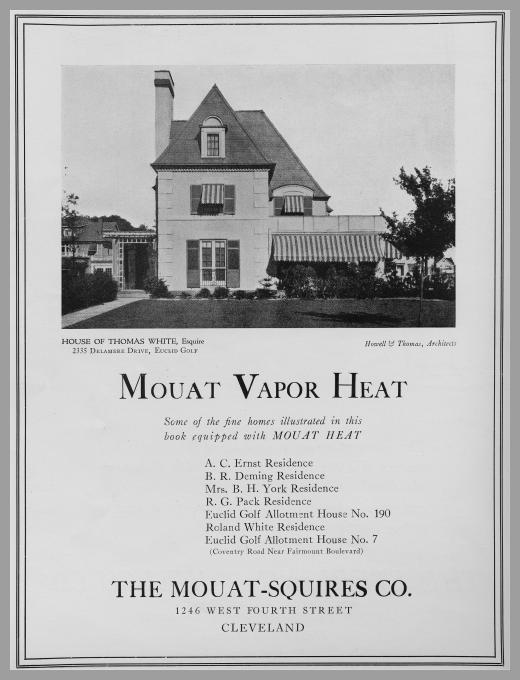 HOUSE OF THOMAS WHITE, Esquire
2335 DELAMERE DRIVE, EUCLID GOLF
Howell & Thomas, Architects
MOUAT VAPOR HEAT
Some of the fine homes illustrated in this
book equipped with MOUAT HEAT
A. C. Ernst Residence
B. R. Deming Residence
Mrs. B. H. York Residence
R. G. Pack Residence
Euclid Golf Allotment House No. 190
Roland White Residence
Euclid Golf Allotment House No. 7
(Coventry Road Near Fairmount Boulevard)
THE MOUAT-SQUIRES CO.
1246 WEST FOURTH STREET
CLEVELAND